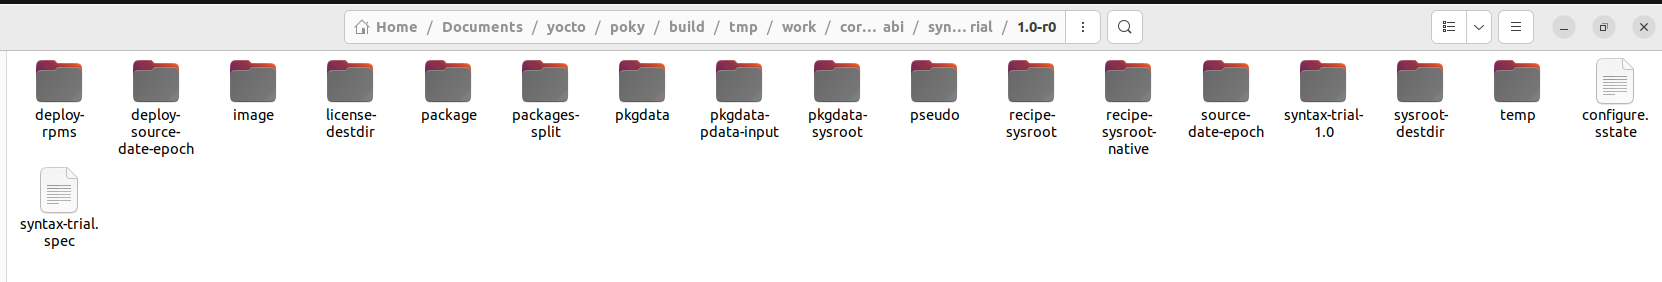 Home / Documents / yocto / poky / build / tmp / work / cor... abi / syn... rial / 1.0-r0
deploy-
rpms
deploy-
source-
date-epoch
image
license-
destdir
package
packages-
split
pkgdata
pkgdata-
pdata-input
pkgdata-
sysroot
pseudo
recipe-
sysroot
recipe-
sysroot-
native
source-
date-epoch
syntax-trial-
1.0
sysroot-
destdir
temp
configure.
sstate
syntax-trial.
spec